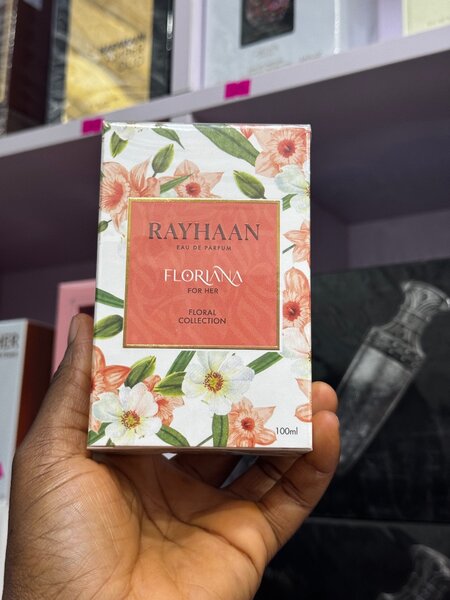 RAYHAAN
EAU DE PARFUM
FLORIANA
FOR HER
FLORAL
COLLECTION
100ml